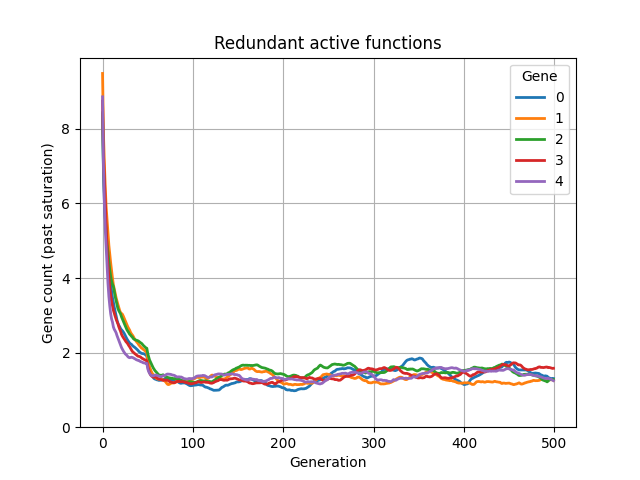 Redundant active functions
Gene count (past saturation)
8
6
4
2
0
0 100 200 300 400 500
Generation
Gene
0
1
2
3
4